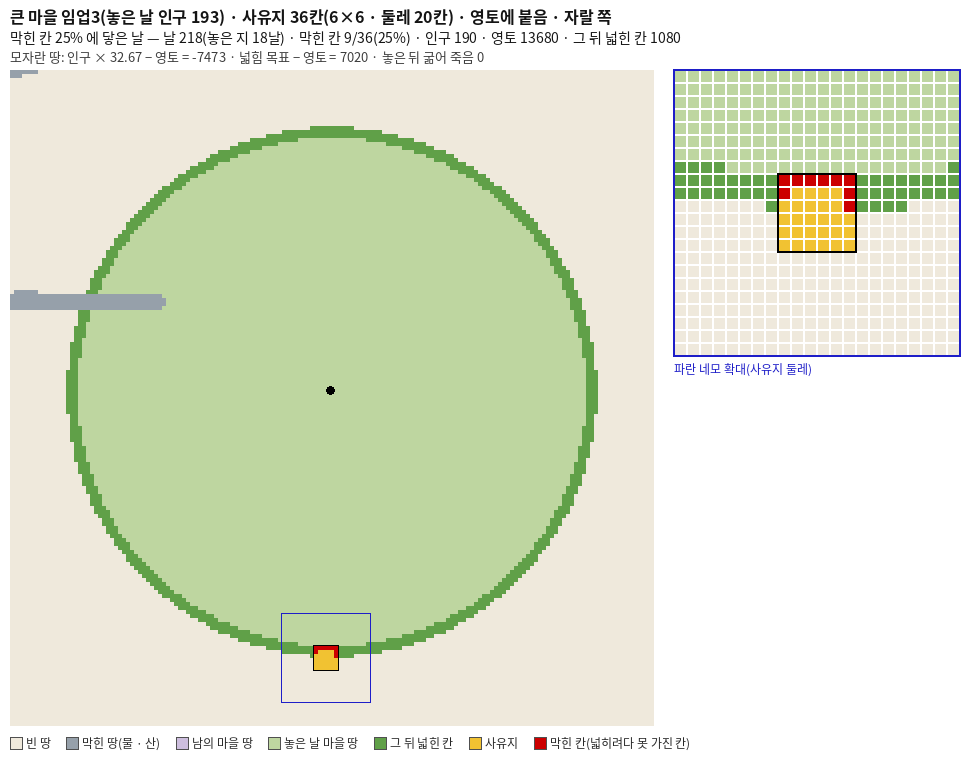 큰 마을 임업3(놓은 날 인구 193) · 사유지 36칸(6×6 · 둘레 20칸) · 영토에 붙음 · 자랄 쪽
막힌 칸 25% 에 닿은 날 — 날 218(놓은 지 18날) · 막힌 칸 9/36(25%) · 인구 190 · 영토 13680 · 그 뒤 넓힌 칸 1080
모자란 땅: 인구 × 32.67 − 영토 = -7473 · 넓힘 목표 − 영토 = 7020 · 놓은 뒤 굶어 죽음 0
파란 네모 확대(사유지 둘레)
빈 땅
막힌 땅(물 · 산)
남의 마을 땅
놓은 날 마을 땅
그 뒤 넓힌 칸
사유지
막힌 칸(넓히려다 못 가진 칸)